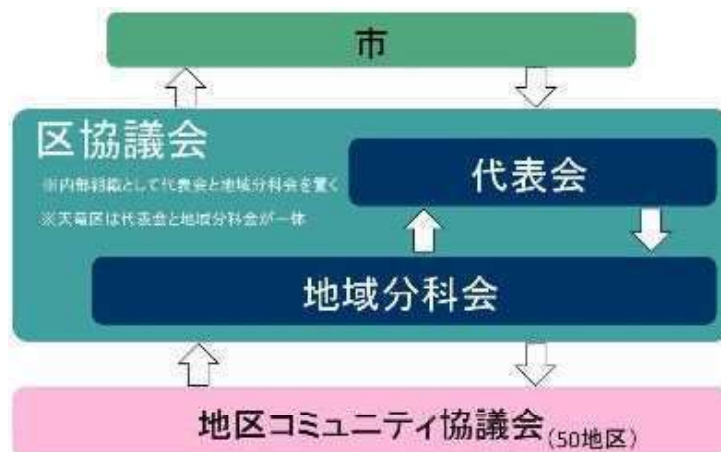 市
区協議会
※内部組織として代表会と地域分科会を置く
※天竜区は代表会と地域分科会が一体
代表会
地域分科会
地区コミュニティ協議会(50地区)